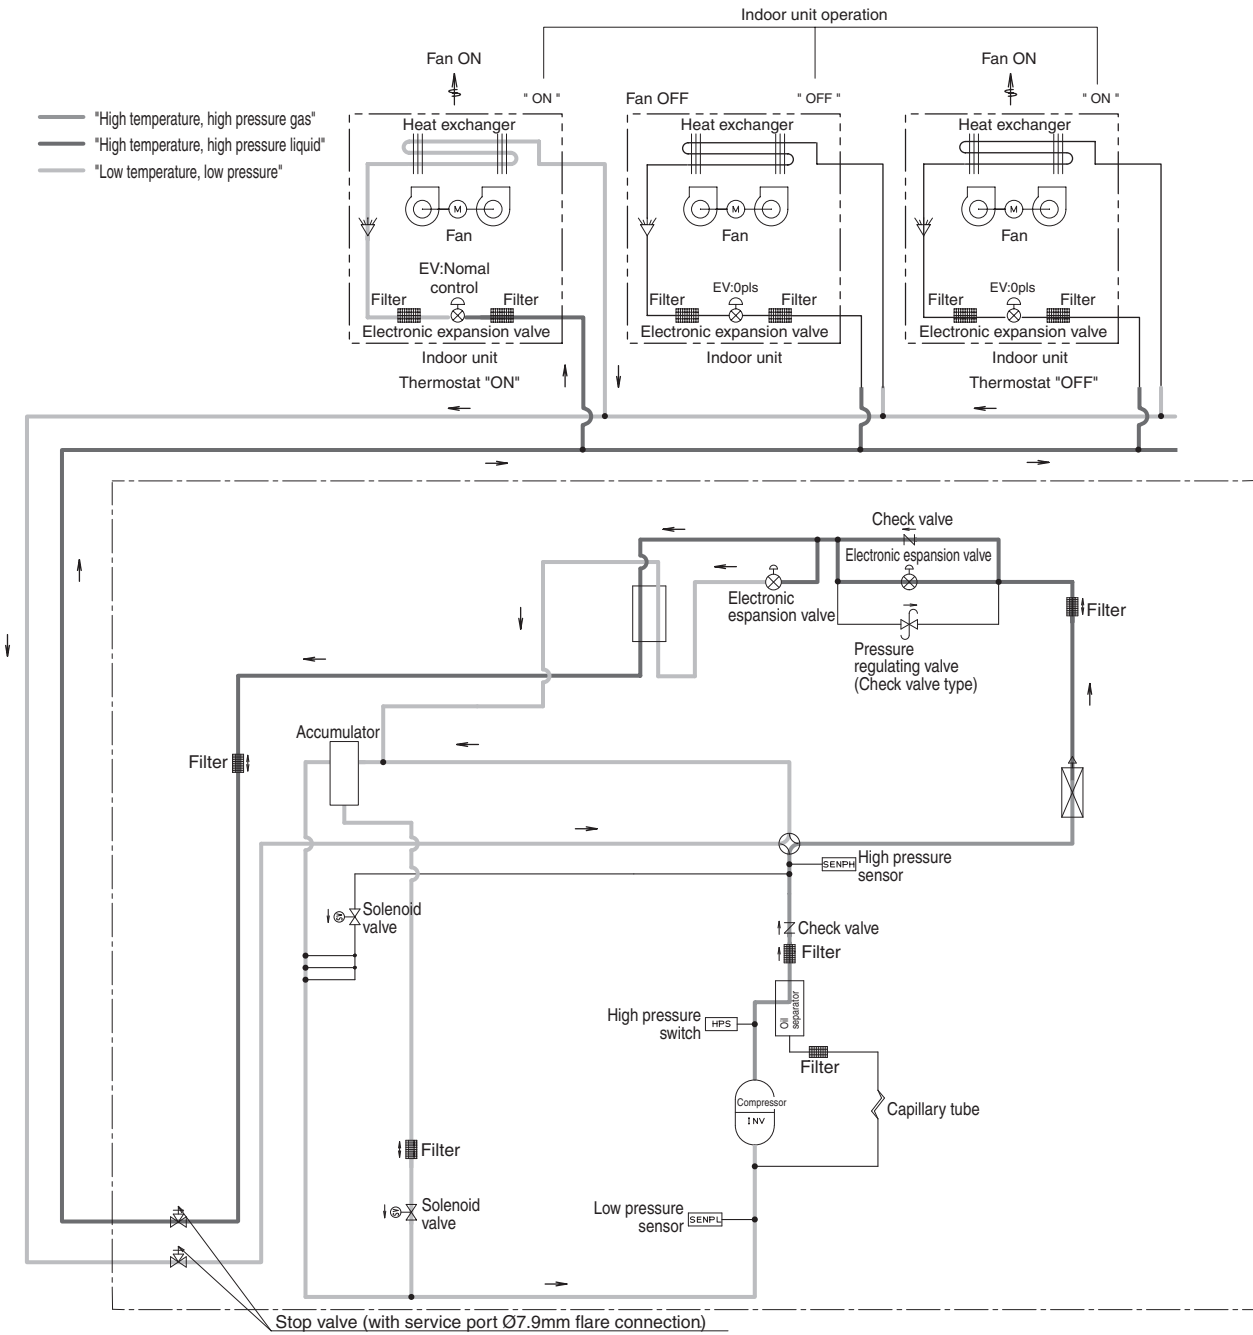 Indoor unit operation
Fan ON
" ON "
Fan OFF
" OFF "
Fan ON
" ON "
"High temperature, high pressure gas"
"High temperature, high pressure liquid"
"Low temperature, low pressure"
Heat exchanger
M
Fan
EV:Nomal
control
Filter
Filter
Electronic expansion valve
Indoor unit
Thermostat "ON"
Heat exchanger
M
Fan
EV:0pls
Filter
Filter
Electronic expansion valve
Indoor unit
Heat exchanger
M
Fan
EV:0pls
Filter
Filter
Electronic expansion valve
Indoor unit
Thermostat "OFF"
Check valve
Electronic espansion valve
Electronic
espansion valve
Filter
Pressure
regulating valve
(Check valve type)
Accumulator
Filter
SENPH
High pressure
sensor
Solenoid
valve
Check valve
Filter
Oil
separator
High pressure
switch
HPS
Filter
Compressor
INV
Capillary tube
Filter
Solenoid
valve
Low pressure
sensor
SENPL
Stop valve (with service port Ø7.9mm flare connection)